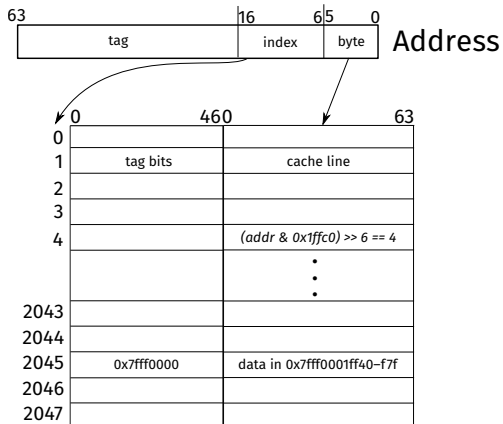 63 16 6 5 0
tag index byte Address
0 46 0 63
0
1 tag bits cache line
2
3
4 (addr & 0x1ffc0) >> 6 == 4
2043
2044
2045 0x7fff0000 data in 0x7fff0001ff40–f7f
2046
2047